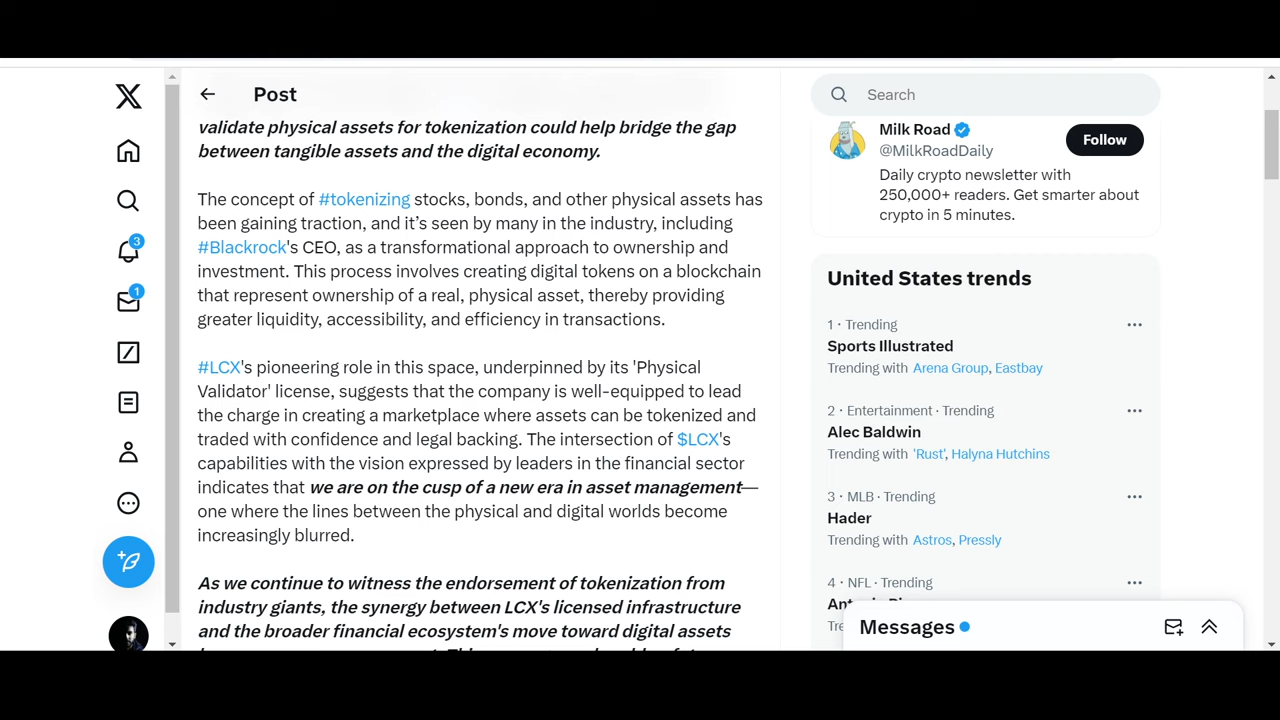 Post
validate physical assets for tokenization could help bridge the gap
between tangible assets and the digital economy.
The concept of #tokenizing stocks, bonds, and other physical assets has
been gaining traction, and it’s seen by many in the industry, including
#Blackrock's CEO, as a transformational approach to ownership and
investment. This process involves creating digital tokens on a blockchain
that represent ownership of a real, physical asset, thereby providing
greater liquidity, accessibility, and efficiency in transactions.
#LCX's pioneering role in this space, underpinned by its 'Physical
Validator' license, suggests that the company is well-equipped to lead
the charge in creating a marketplace where assets can be tokenized and
traded with confidence and legal backing. The intersection of $LCX's
capabilities with the vision expressed by leaders in the financial sector
indicates that we are on the cusp of a new era in asset management—
one where the lines between the physical and digital worlds become
increasingly blurred.
As we continue to witness the endorsement of tokenization from
industry giants, the synergy between LCX's licensed infrastructure
and the broader financial ecosystem's move toward digital assets
3
1
Search
Milk Road
@MilkRoadDaily
Follow
Daily crypto newsletter with
250,000+ readers. Get smarter about
crypto in 5 minutes.
United States trends
1 · Trending
Sports Illustrated
Trending with Arena Group, Eastbay
2 · Entertainment · Trending
Alec Baldwin
Trending with 'Rust', Halyna Hutchins
3 · MLB · Trending
Hader
Trending with Astros, Pressly
4 · NFL · Trending
Messages